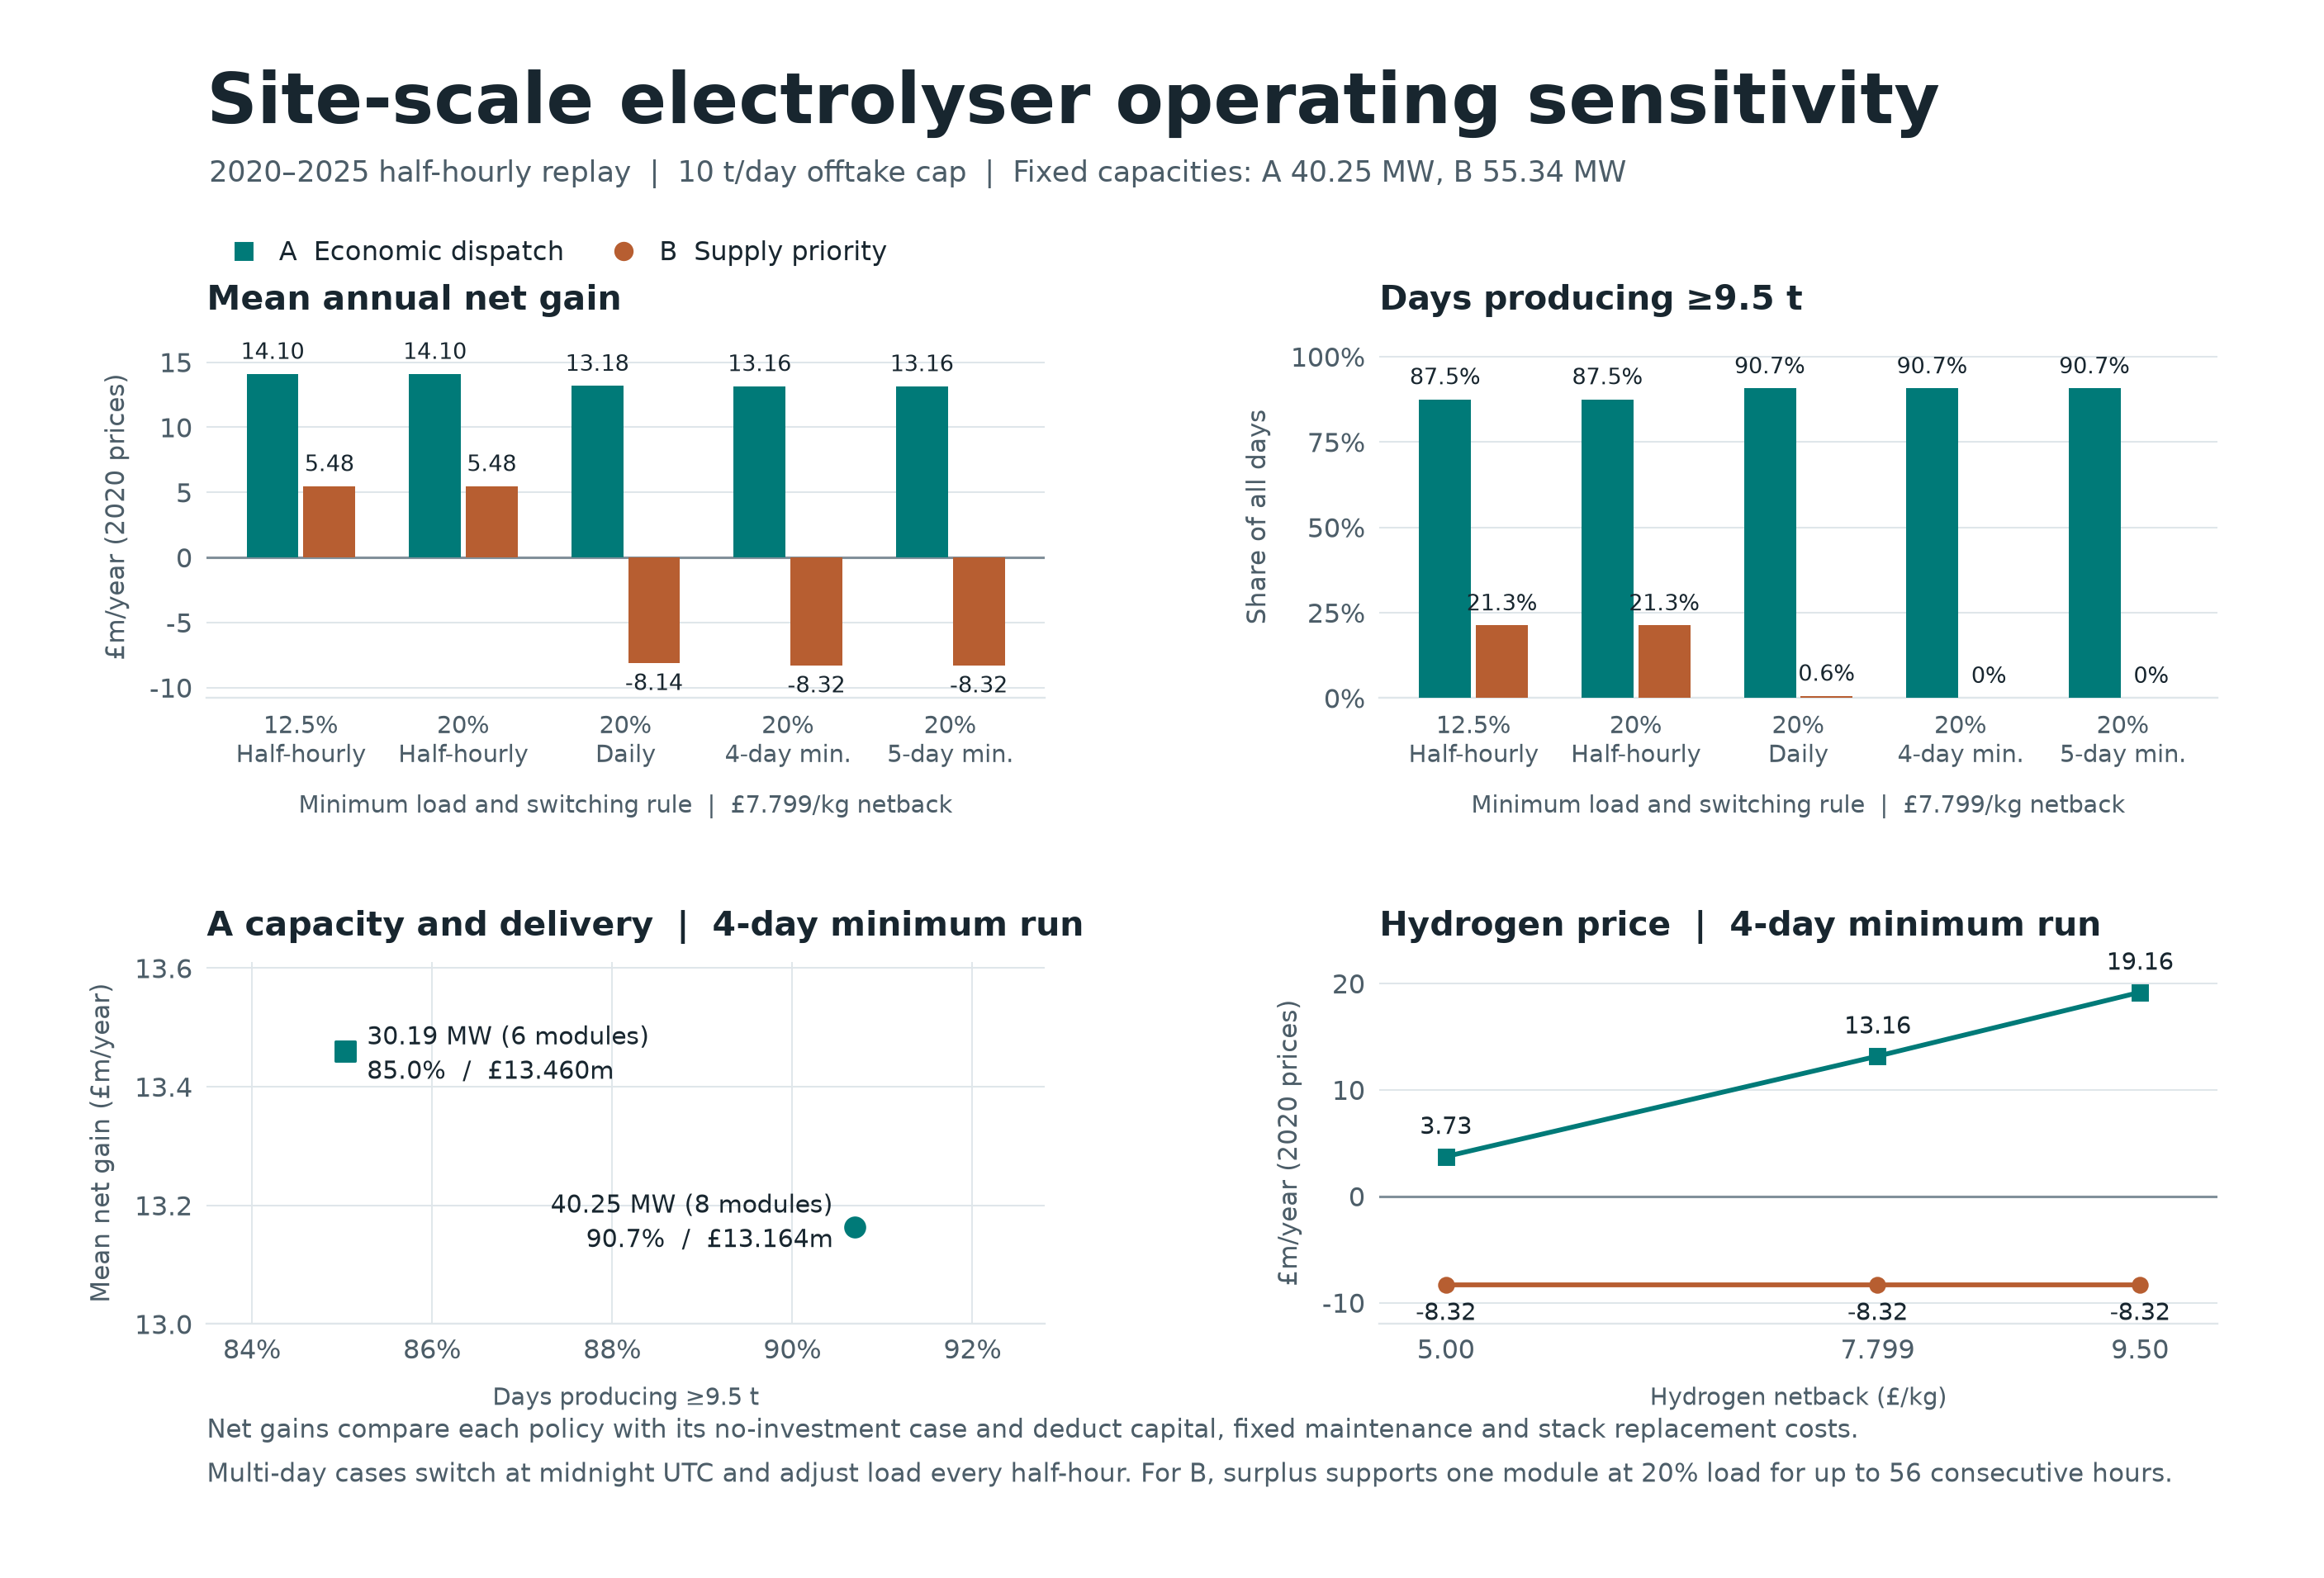 Site-scale electrolyser operating sensitivity
2020–2025 half-hourly replay | 10 t/day offtake cap | Fixed capacities: A 40.25 MW, B 55.34 MW
A Economic dispatch B Supply priority
Mean annual net gain
£m/year (2020 prices)
15
10
5
0
-5
-10
14.10 14.10 13.18 13.16 13.16
5.48 5.48 -8.14 -8.32 -8.32
12.5% 20% 20% 20% 20%
Half-hourly Half-hourly Daily 4-day min. 5-day min.
Minimum load and switching rule | £7.799/kg netback
Days producing ≥9.5 t
Share of all days
100%
75%
50%
25%
0%
87.5% 87.5% 90.7% 90.7% 90.7%
21.3% 21.3% 0.6% 0% 0%
12.5% 20% 20% 20% 20%
Half-hourly Half-hourly Daily 4-day min. 5-day min.
Minimum load and switching rule | £7.799/kg netback
A capacity and delivery | 4-day minimum run
Mean net gain (£m/year)
13.6
13.4
13.2
13.0
30.19 MW (6 modules)
85.0% / £13.460m
40.25 MW (8 modules)
90.7% / £13.164m
84% 86% 88% 90% 92%
Days producing ≥9.5 t
Hydrogen price | 4-day minimum run
£m/year (2020 prices)
20
10
0
-10
3.73 13.16 19.16
-8.32 -8.32 -8.32
5.00 7.799 9.50
Hydrogen netback (£/kg)
Net gains compare each policy with its no-investment case and deduct capital, fixed maintenance and stack replacement costs.
Multi-day cases switch at midnight UTC and adjust load every half-hour. For B, surplus supports one module at 20% load for up to 56 consecutive hours.